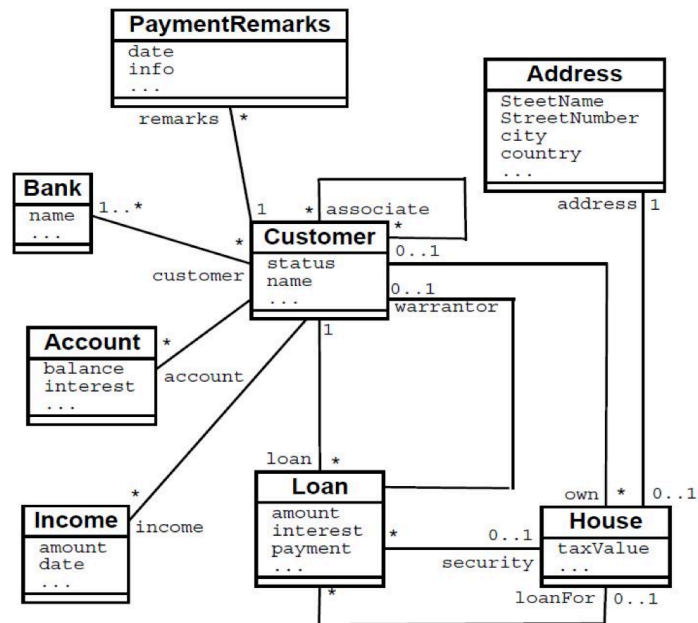 PaymentRemarks
date
info
...
remarks *
Address
SteetName
StreetNumber
city
country
...
address 1
Bank
name
...
1..*
*
customer
1
* associate
*
Customer
status
name
...
0..1
0..1
warrantor
1
Account
balance
interest
...
*
account
Income
amount
date
...
*
income
loan *
Loan
amount
interest
payment
...
*
*
0..1
security
own *
0..1
House
taxValue
...
loanFor 0..1